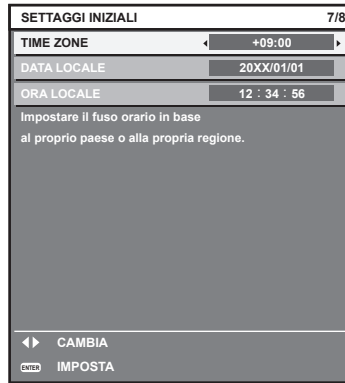 SETTAGGI INIZIALI 7/8
TIME ZONE +09:00
DATA LOCALE 20XX/01/01
ORA LOCALE 12 : 34 : 56
Impostare il fuso orario in base
al proprio paese o alla propria regione.
CAMBIA
ENTER IMPOSTA